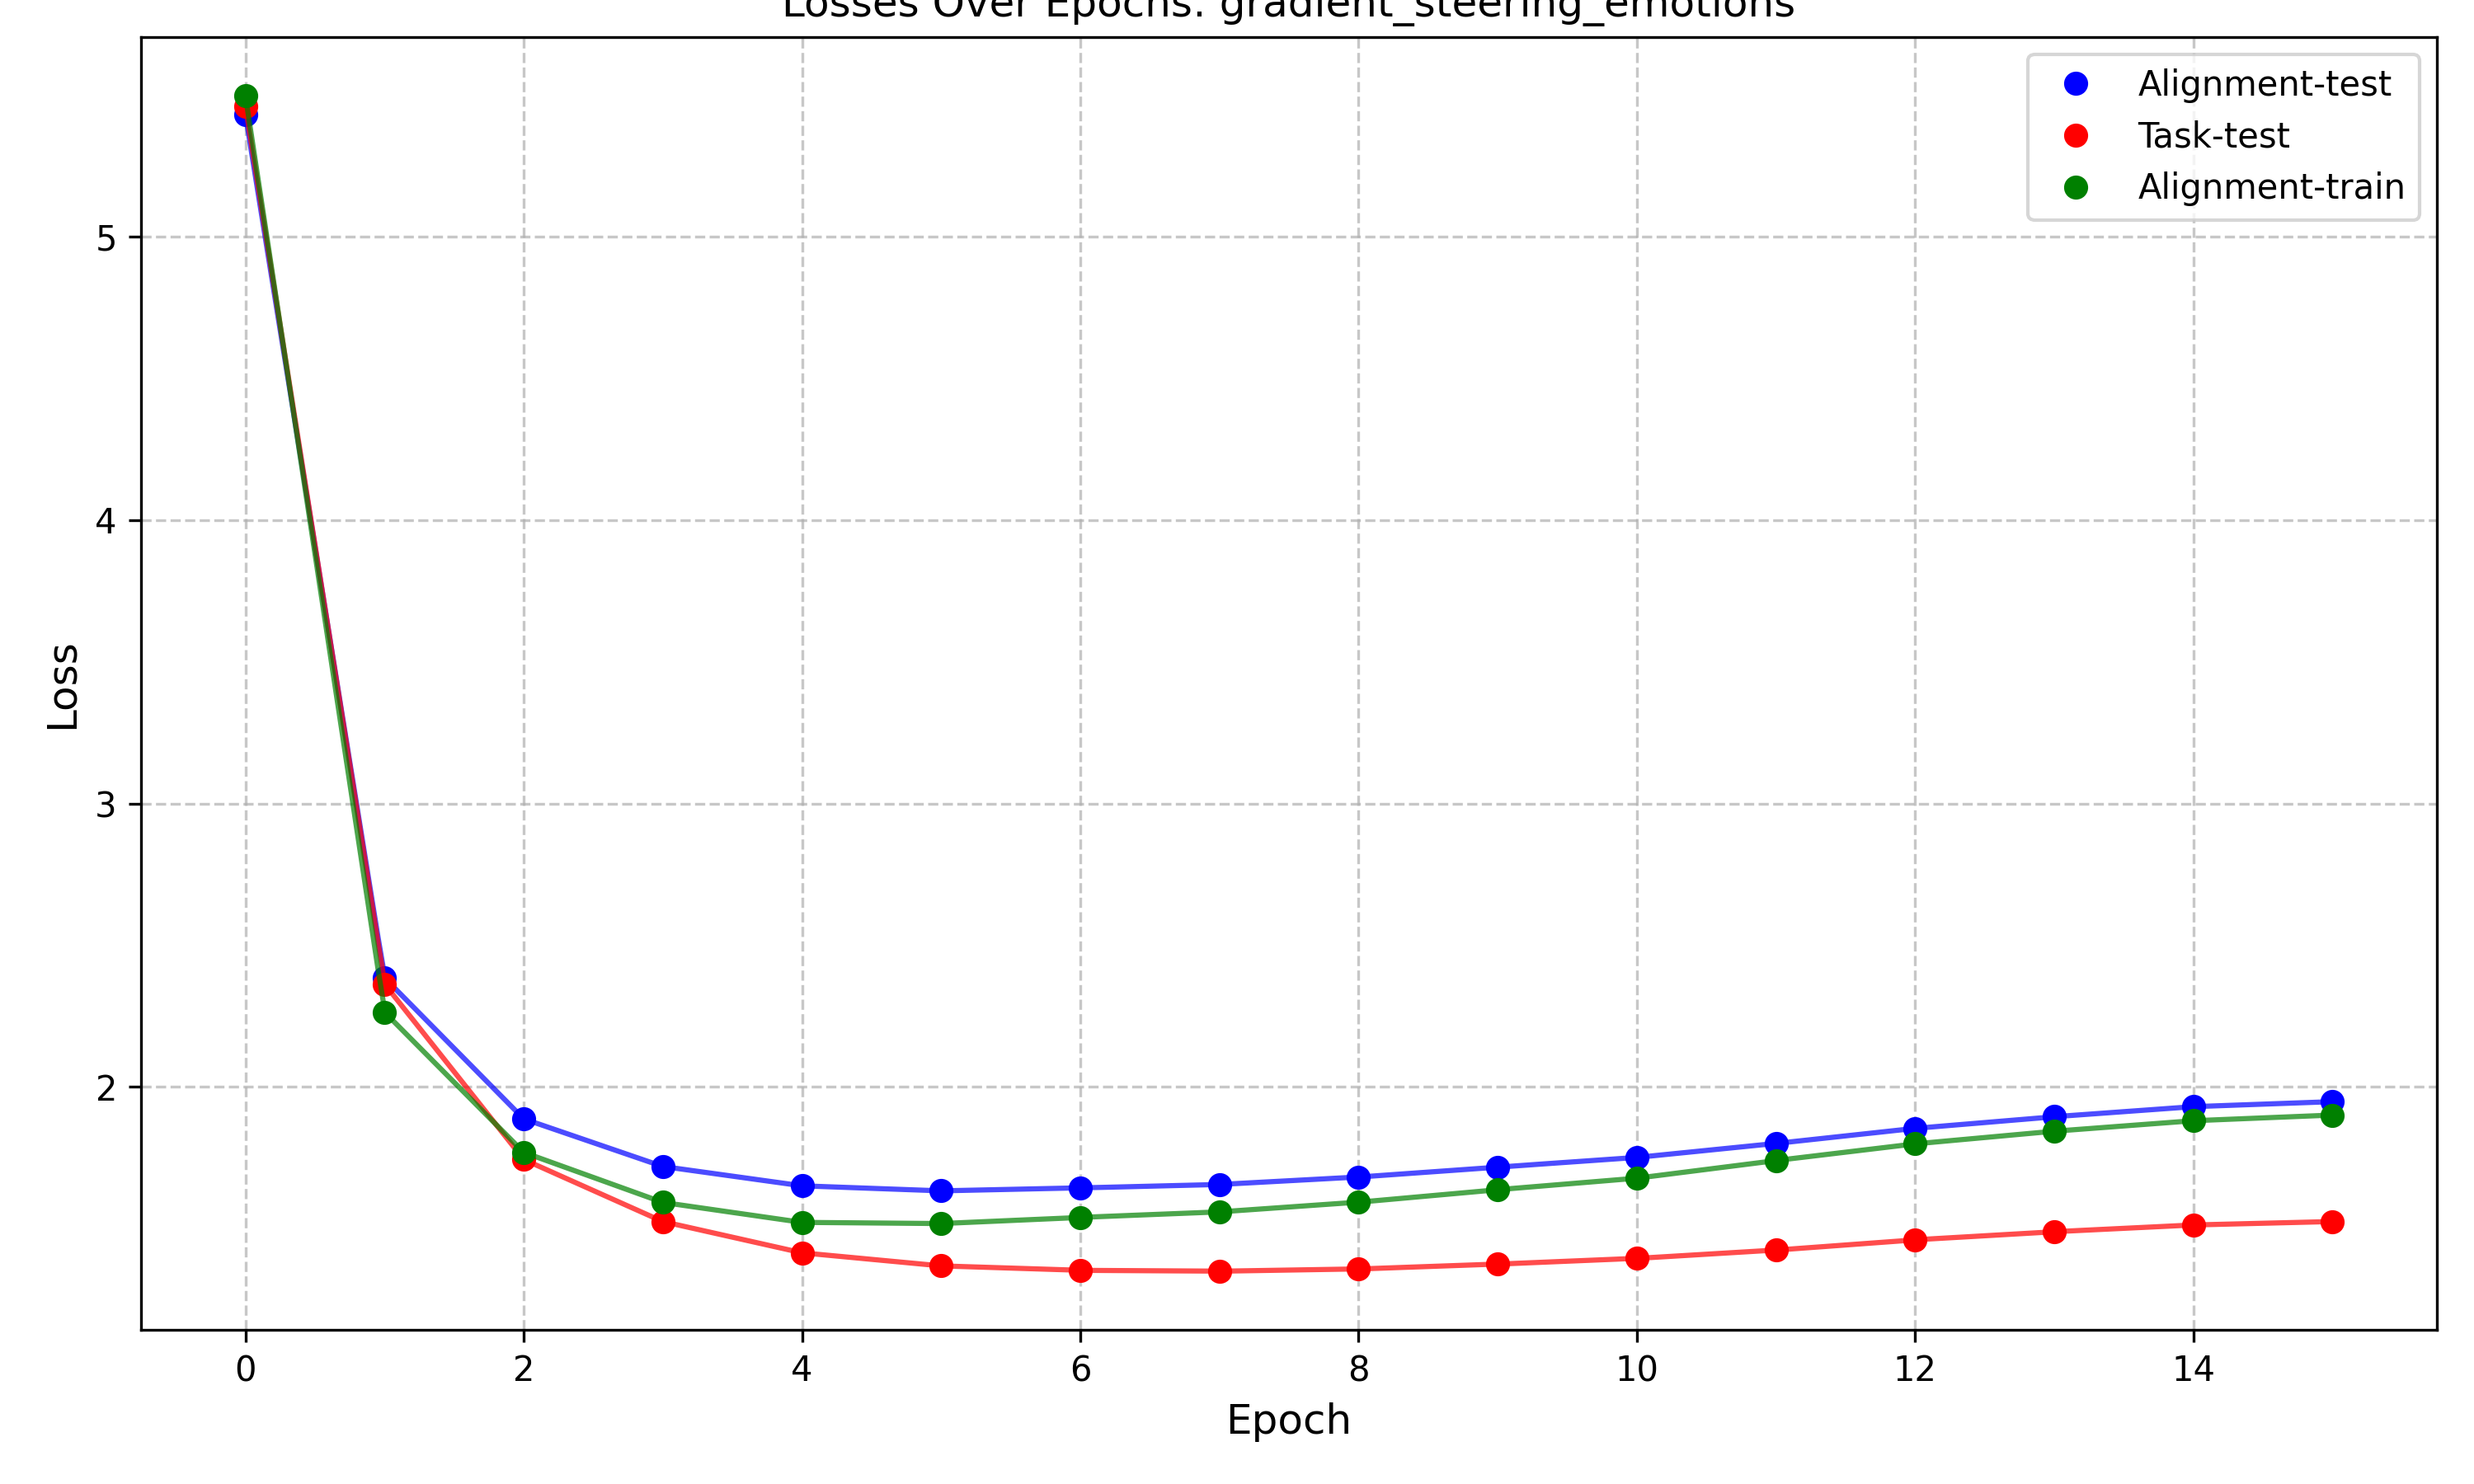 Losses Over Epochs: gradient_steering_emotions
Alignment-test
Task-test
Alignment-train
5
4
3
2
Loss
0 2 4 6 8 10 12 14
Epoch